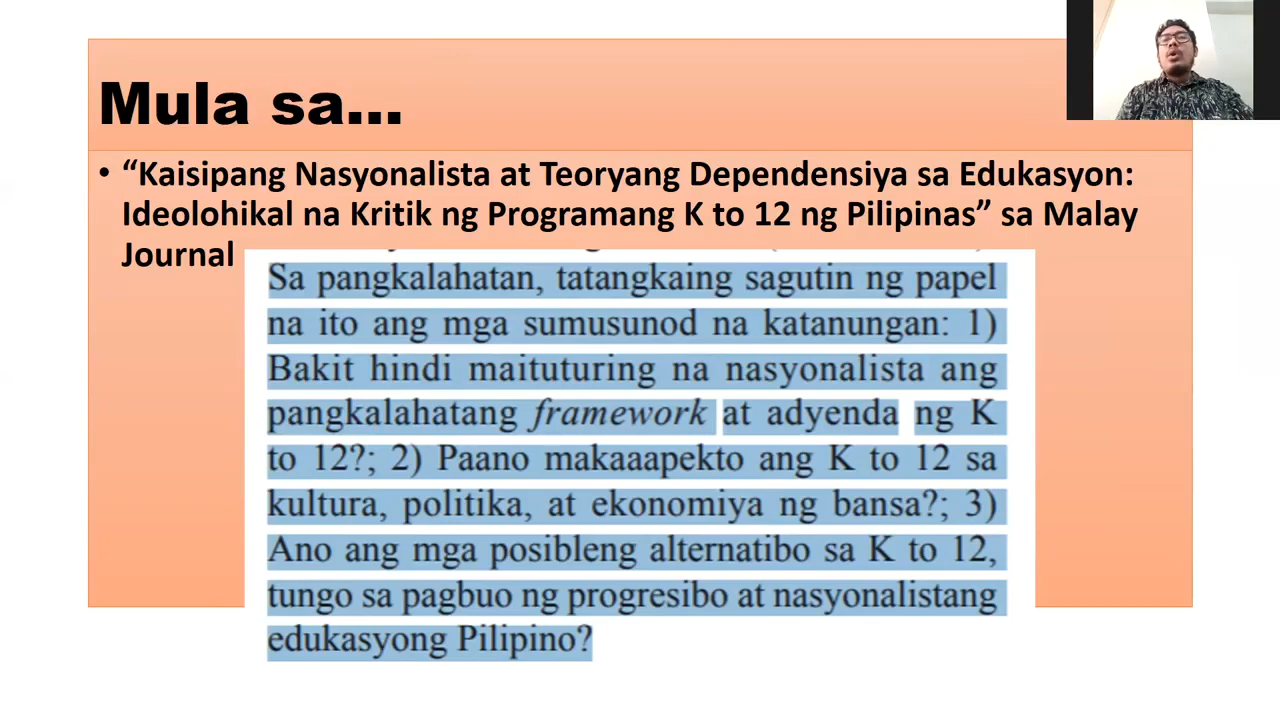 Mula sa...
• “Kaisipang Nasyonalista at Teoryang Dependensiya sa Edukasyon:
Ideolohikal na Kritik ng Programang K to 12 ng Pilipinas” sa Malay
Journal
Sa pangkalahatan, tatangkaing sagutin ng papel
na ito ang mga sumusunod na katanungan: 1)
Bakit hindi maituturing na nasyonalista ang
pangkalahatang framework at adyenda ng K
to 12?; 2) Paano makaaapekto ang K to 12 sa
kultura, politika, at ekonomiya ng bansa?; 3)
Ano ang mga posibleng alternatibo sa K to 12,
tungo sa pagbuo ng progresibo at nasyonalistang
edukasyong Pilipino?